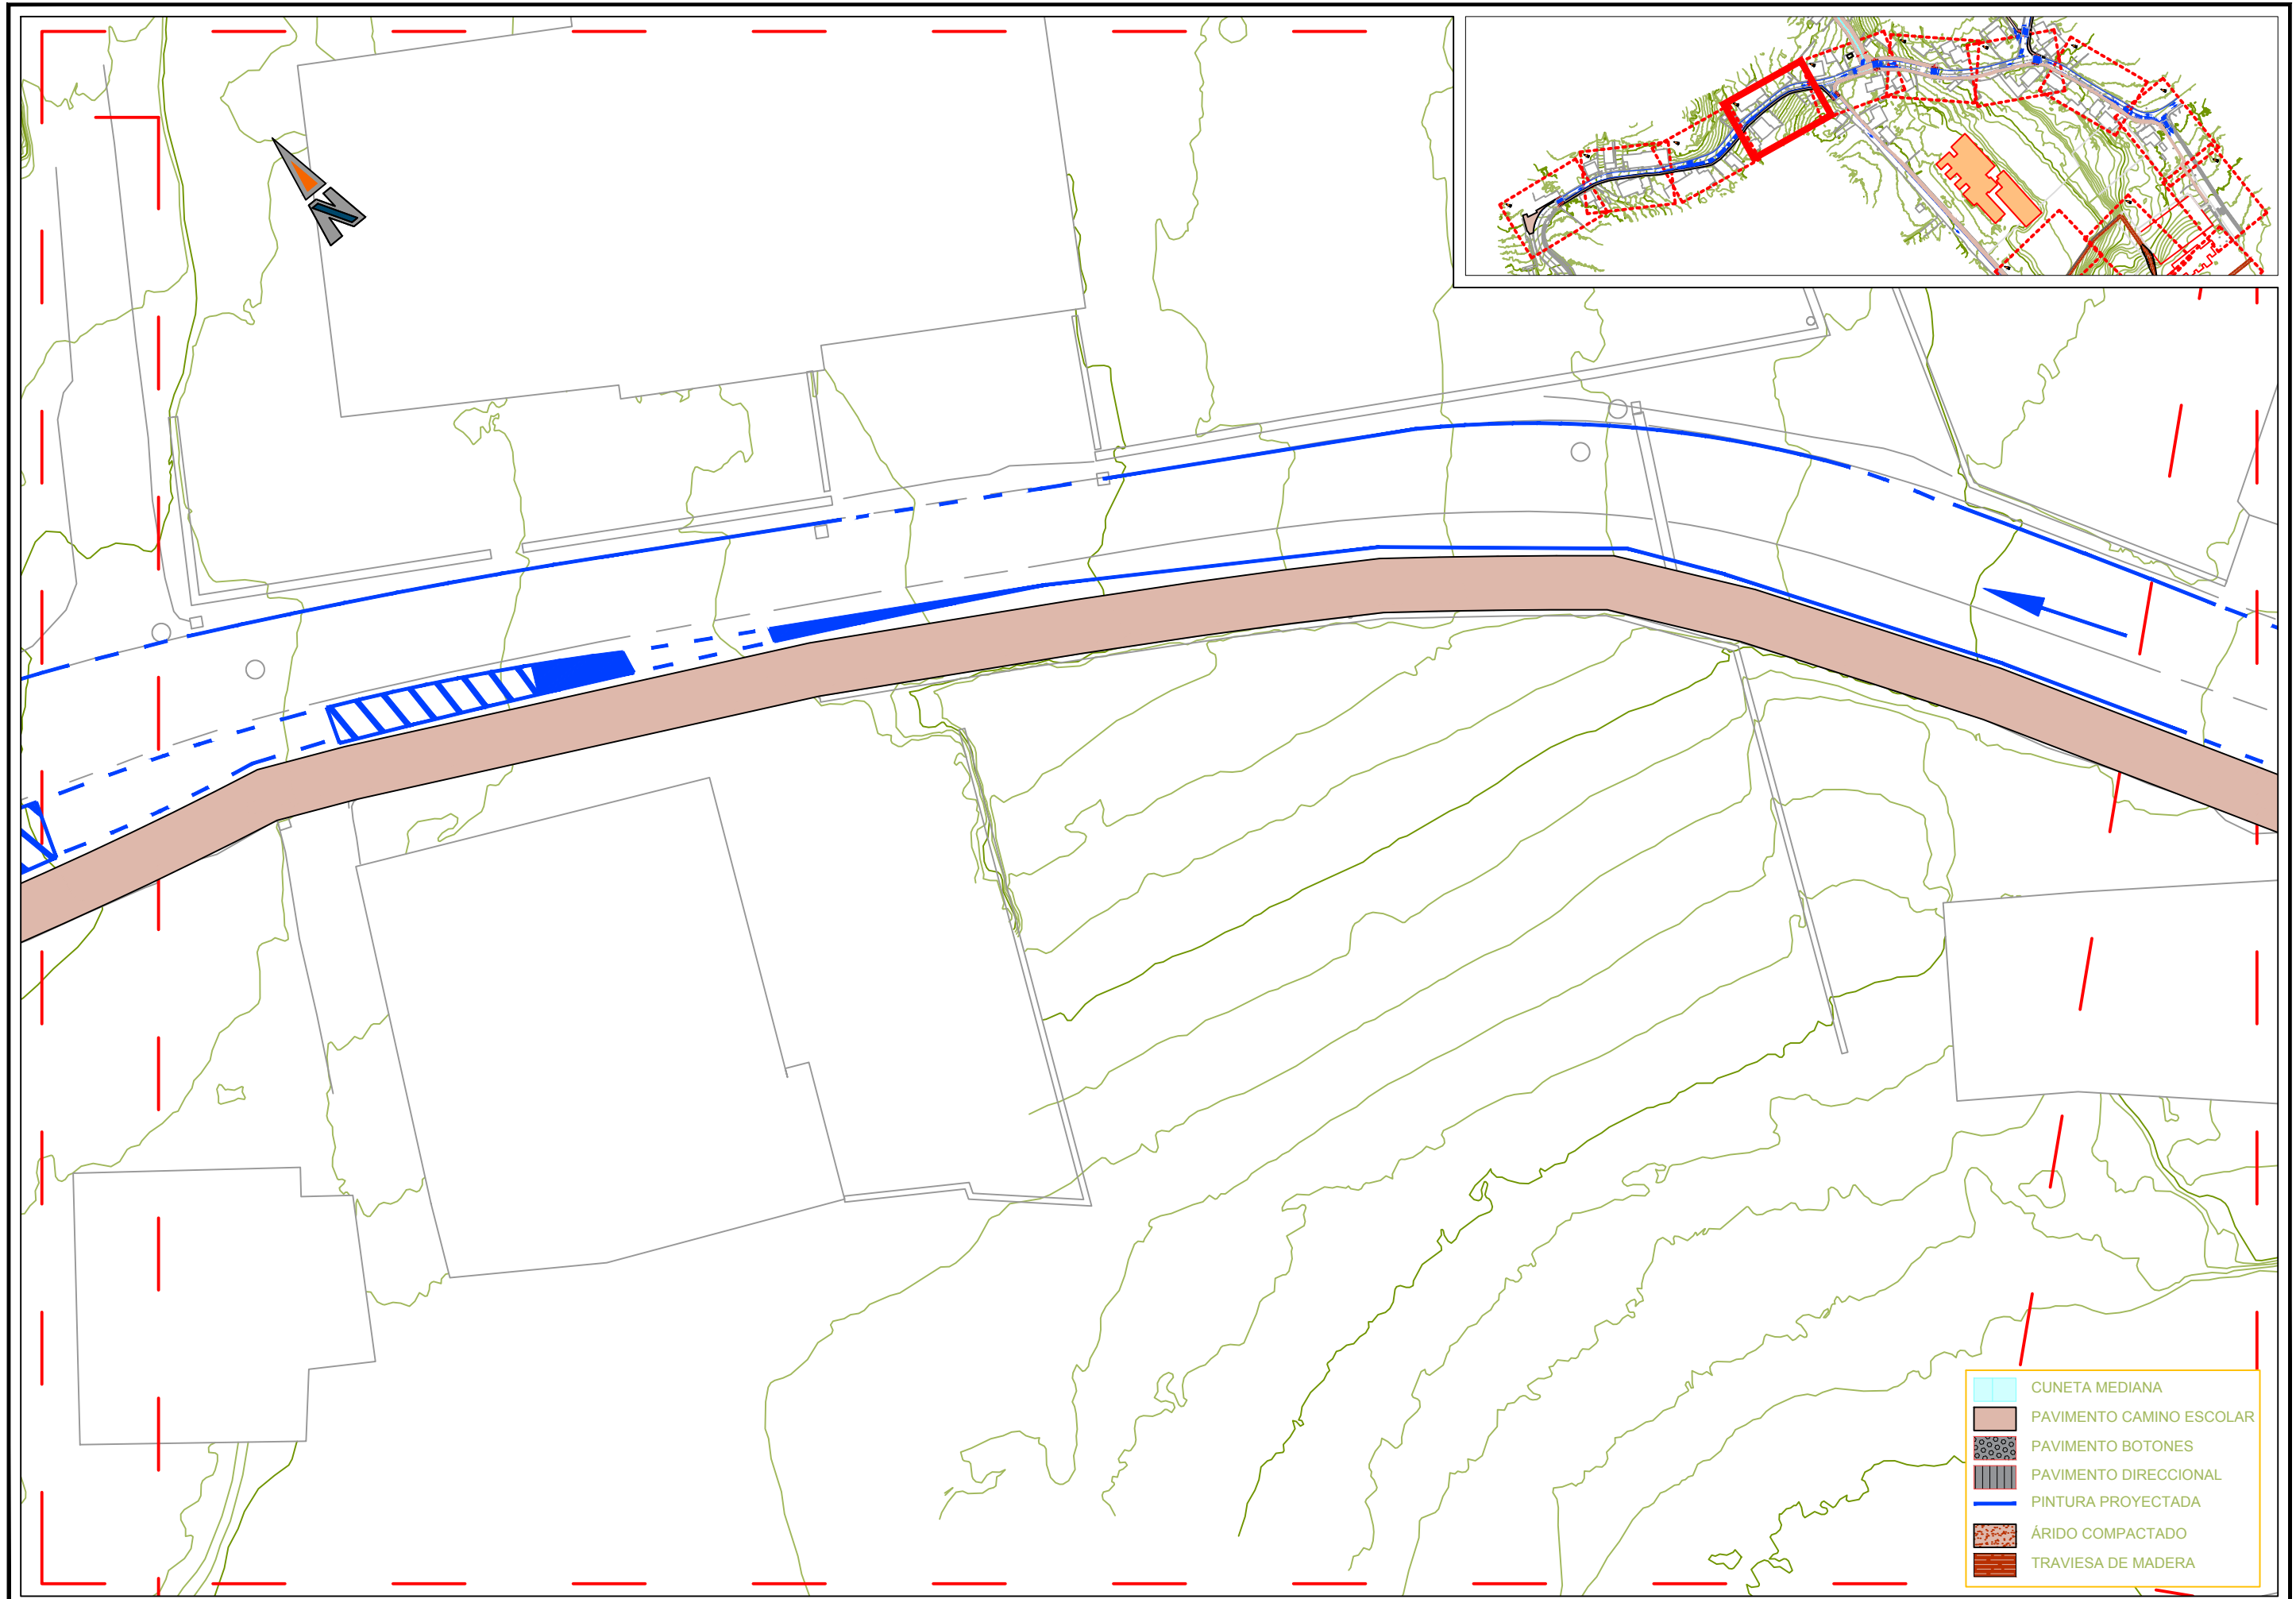 N
CUNETA MEDIANA
PAVIMENTO CAMINO ESCOLAR
PAVIMENTO BOTONES
PAVIMENTO DIRECCIONAL
PINTURA PROYECTADA
ÁRIDO COMPACTADO
TRAVIESA DE MADERA